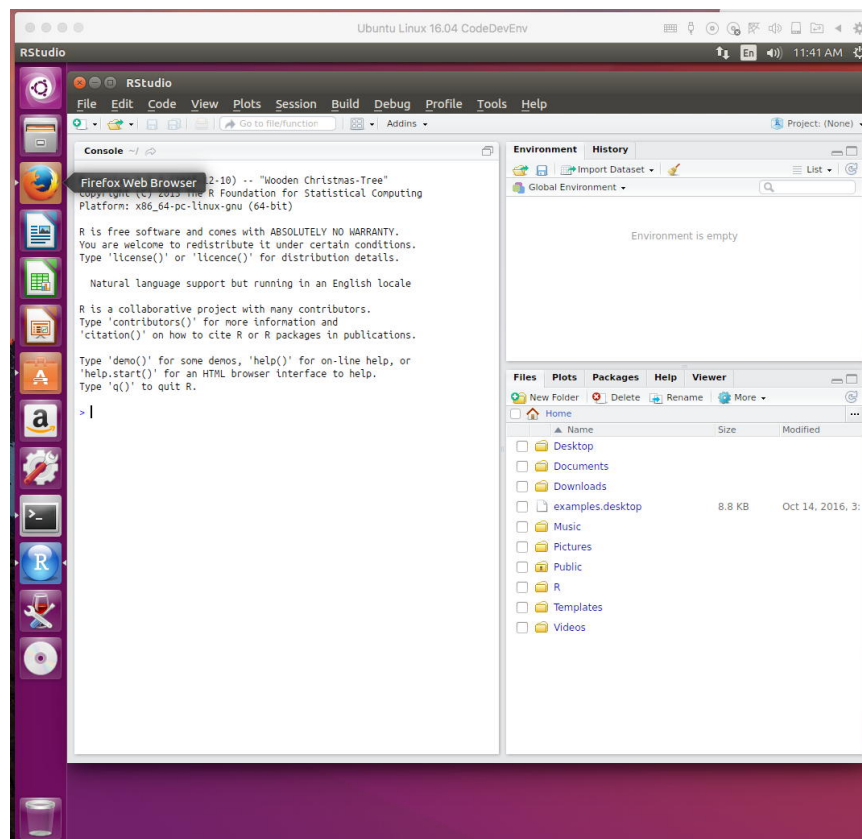 Ubuntu Linux 16.04 CodeDevEnv
RStudio
En
11:41 AM
RStudio
File Edit Code View Plots Session Build Debug Profile Tools Help
Go to file/function
Addins
Project: (None)
Console ~/
Firefox Web Browser
2-10) -- "Wooden Christmas-Tree"
Copyright (C) 2015 The R Foundation for Statistical Computing
Platform: x86_64-pc-linux-gnu (64-bit)
R is free software and comes with ABSOLUTELY NO WARRANTY.
You are welcome to redistribute it under certain conditions.
Type 'license()' or 'licence()' for distribution details.
Natural language support but running in an English locale
R is a collaborative project with many contributors.
Type 'contributors()' for more information and
'citation()' on how to cite R or R packages in publications.
Type 'demo()' for some demos, 'help()' for on-line help, or
'help.start()' for an HTML browser interface to help.
Type 'q()' to quit R.
>
Environment History
Import Dataset
List
Global Environment
Environment is empty
Files Plots Packages Help Viewer
New Folder Delete Rename More
Home
Name Size Modified
Desktop
Documents
Downloads
examples.desktop 8.8 KB Oct 14, 2016, 3:
Music
Pictures
Public
R
Templates
Videos
A
a
>_
R